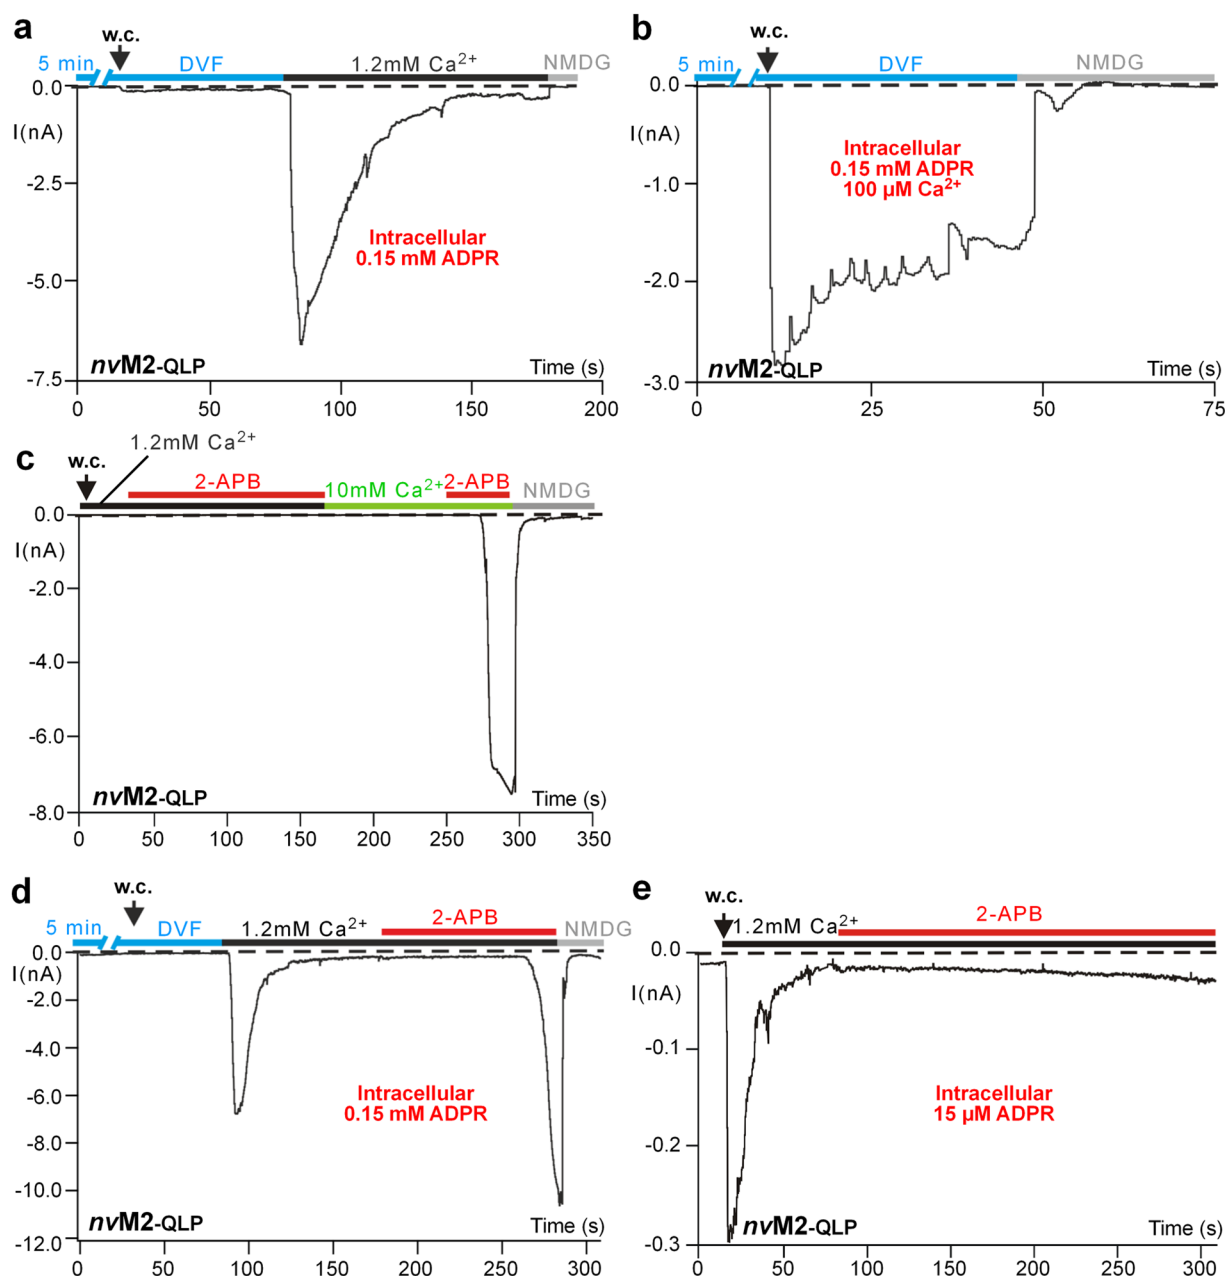 a
w.c.
5 min DVF 1.2mM Ca2+ NMDG
0.0
I(nA)
-2.5
-5.0
-7.5
Intracellular
0.15 mM ADPR
nvM2-QLP
Time (s)
0 50 100 150 200
b
w.c.
5 min DVF NMDG
0.0
I(nA)
-1.0
-2.0
-3.0
Intracellular
0.15 mM ADPR
100 µM Ca2+
nvM2-QLP
Time (s)
0 25 50 75
c
1.2mM Ca2+
w.c.
2-APB 10mM Ca2+ 2-APB NMDG
0.0
I(nA)
-2.0
-4.0
-6.0
-8.0
nvM2-QLP
Time (s)
0 50 100 150 200 250 300 350
d
w.c.
2-APB
5 min DVF 1.2mM Ca2+ NMDG
0.0
I(nA)
-2.0
-4.0
-6.0
-8.0
-10.0
-12.0
Intracellular
0.15 mM ADPR
nvM2-QLP
Time (s)
0 50 100 150 200 250 300
e
w.c.
1.2mM Ca2+ 2-APB
0.0
I(nA)
-0.1
-0.2
-0.3
Intracellular
15 µM ADPR
nvM2-QLP
Time (s)
0 50 100 150 200 250 300